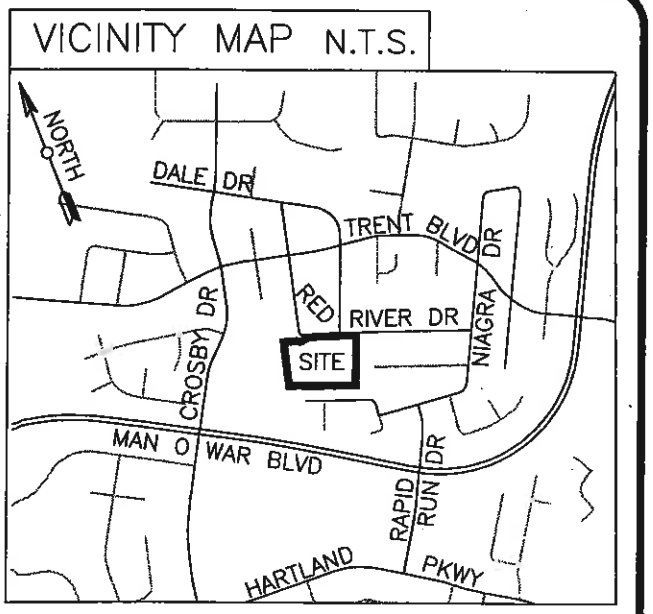 VICINITY MAP N.T.S.
NORTH
DALE DR
TRENT BLVD
NIAGRA DR
RED RIVER DR
SITE
CROSBY DR
MAN O WAR BLVD
RAPID RUN DR
HARTLAND PKWY